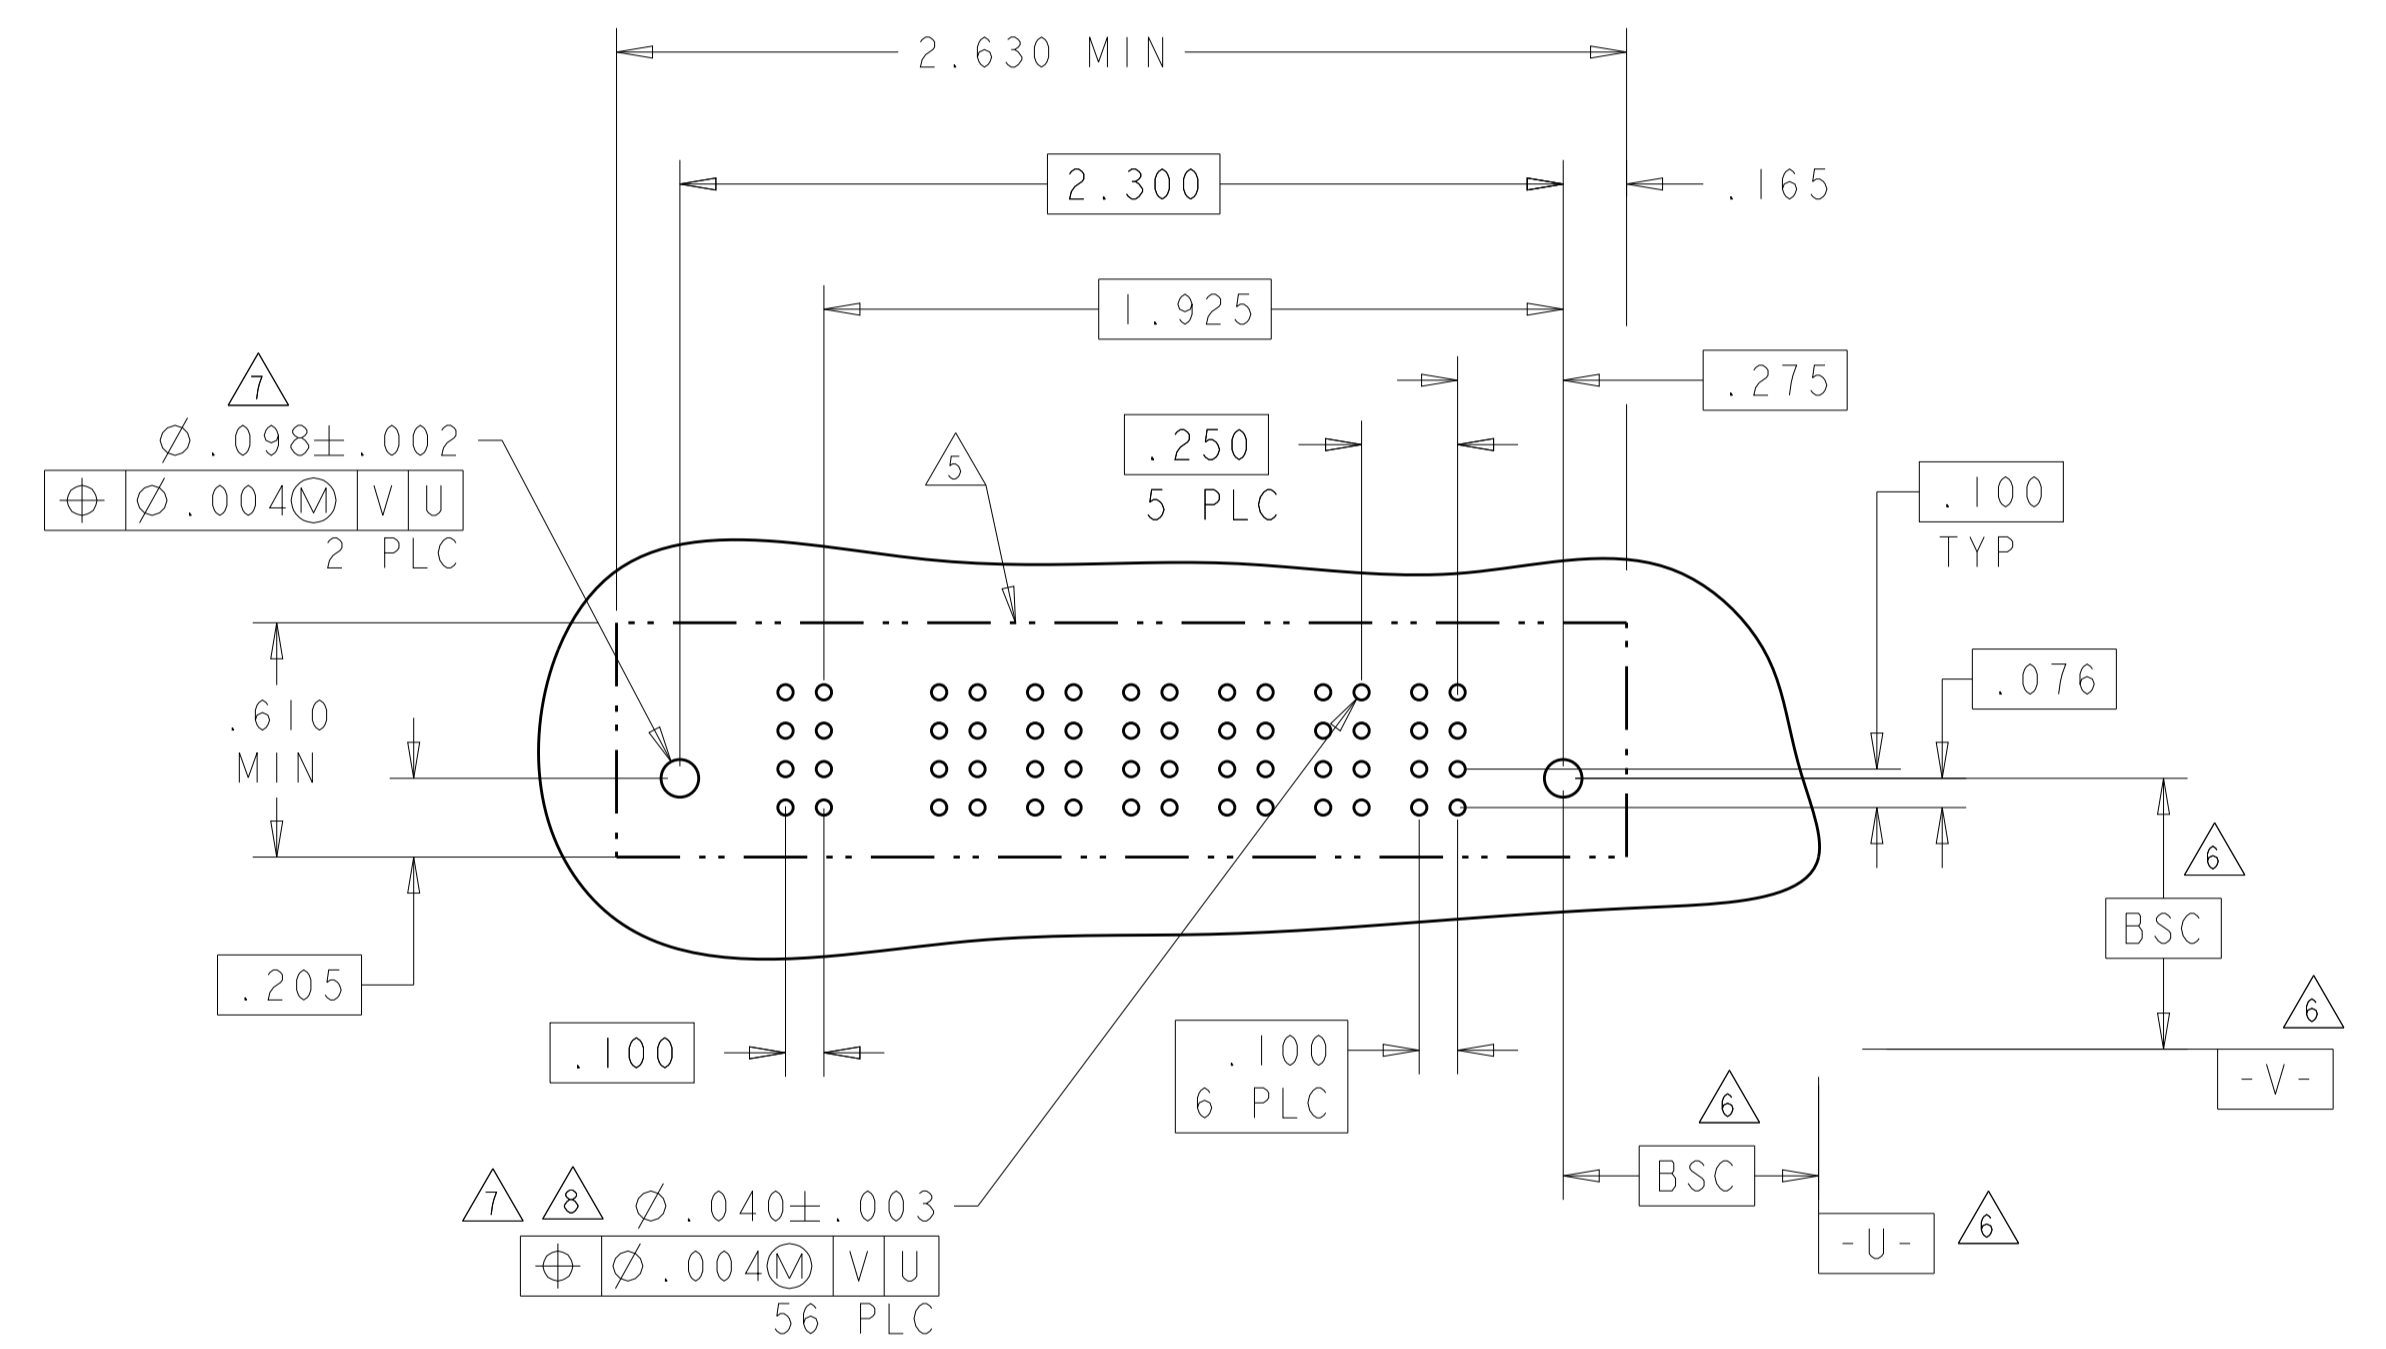 2.630 MIN
2.300
.165
1.925
.275
7
Ø.098±.002
⌖ Ø.004Ⓜ V U
2 PLC
5
.250
5 PLC
.100
TYP
.076
.610
MIN
6
BSC
.205
6
-V-
.100
.100
6 PLC
6
BSC
7 8 Ø.040±.003
⌖ Ø.004Ⓜ V U
56 PLC
-U- 6